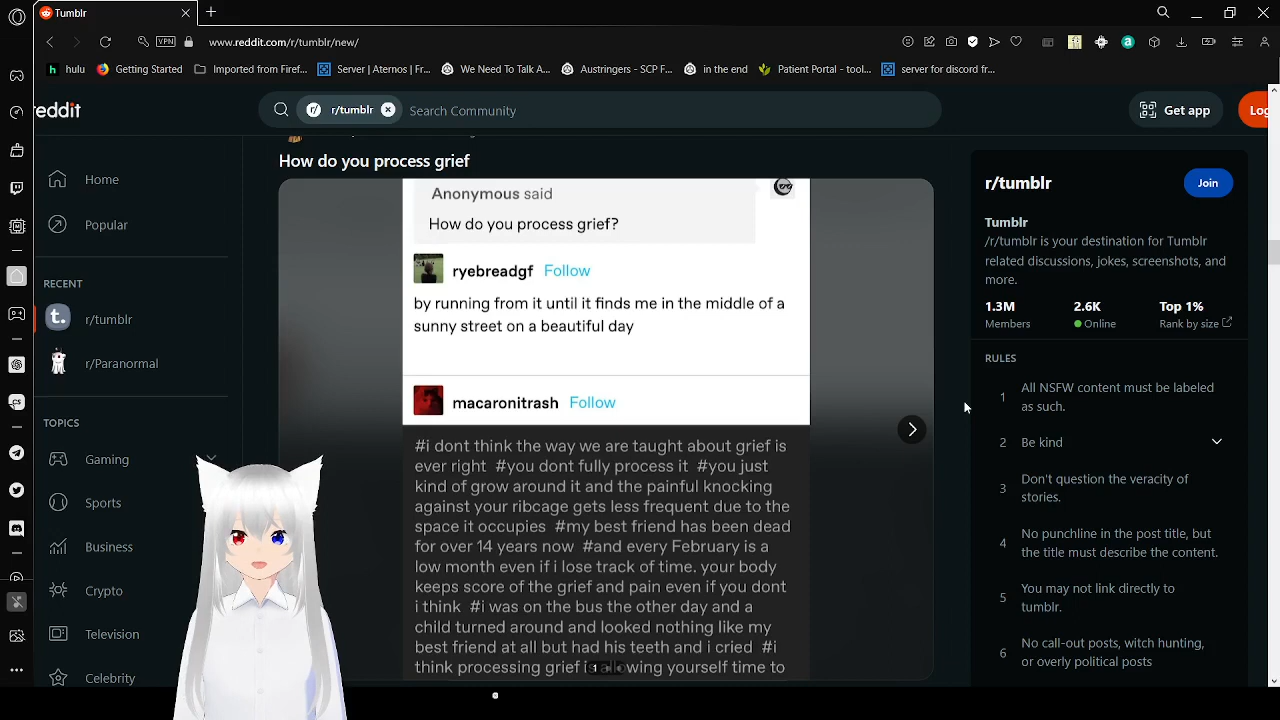 Tumblr
VPN
www.reddit.com/r/tumblr/new/
hulu
Getting Started
Imported from Firef...
Server | Aternos | Fr...
We Need To Talk A...
Austringers - SCP F...
in the end
Patient Portal - tool...
server for discord fr...
reddit
r/ r/tumblr
Search Community
Get app
Log
Home
Popular
RECENT
r/tumblr
r/Paranormal
TOPICS
Gaming
Sports
Business
Crypto
Television
Celebrity
How do you process grief
Anonymous said
How do you process grief?
ryebreadgf Follow
by running from it until it finds me in the middle of a
sunny street on a beautiful day
macaronitrash Follow
#i dont think the way we are taught about grief is
ever right #you dont fully process it #you just
kind of grow around it and the painful knocking
against your ribcage gets less frequent due to the
space it occupies #my best friend has been dead
for over 14 years now #and every February is a
low month even if i lose track of time. your body
keeps score of the grief and pain even if you dont
i think #i was on the bus the other day and a
child turned around and looked nothing like my
best friend at all but had his teeth and i cried #i
think processing grief is allowing yourself time to
r/tumblr
Join
Tumblr
/r/tumblr is your destination for Tumblr
related discussions, jokes, screenshots, and
more.
1.3M 2.6K Top 1%
Members Online Rank by size
RULES
1 All NSFW content must be labeled
as such.
2 Be kind
3 Don't question the veracity of
stories.
4 No punchline in the post title, but
the title must describe the content.
5 You may not link directly to
tumblr.
6 No call-out posts, witch hunting,
or overly political posts